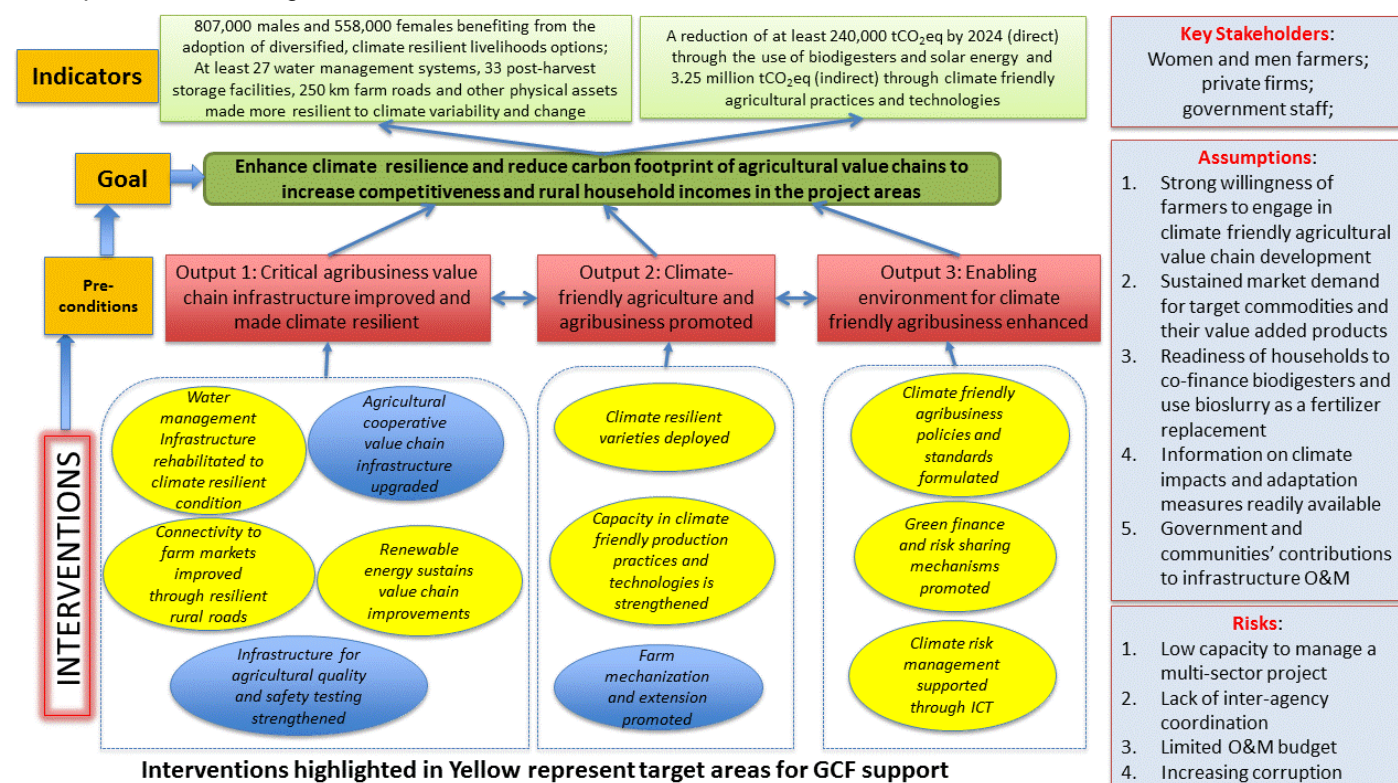 Indicators
807,000 males and 558,000 females benefiting from the
adoption of diversified, climate resilient livelihoods options;
At least 27 water management systems, 33 post-harvest
storage facilities, 250 km farm roads and other physical assets
made more resilient to climate variability and change
A reduction of at least 240,000 tCO₂eq by 2024 (direct)
through the use of biodigesters and solar energy and
3.25 million tCO₂eq (indirect) through climate friendly
agricultural practices and technologies
Goal
Enhance climate resilience and reduce carbon footprint of agricultural value chains to
increase competitiveness and rural household incomes in the project areas
Pre-
conditions
Output 1: Critical agribusiness value
chain infrastructure improved and
made climate resilient
Output 2: Climate-
friendly agriculture and
agribusiness promoted
Output 3: Enabling
environment for climate
friendly agribusiness enhanced
INTERVENTIONS
Water
management
Infrastructure
rehabilitated to
climate resilient
condition
Agricultural
cooperative
value chain
infrastructure
upgraded
Connectivity to
farm markets
improved
through resilient
rural roads
Renewable
energy sustains
value chain
improvements
Infrastructure for
agricultural quality
and safety testing
strengthened
Climate resilient
varieties deployed
Capacity in climate
friendly production
practices and
technologies is
strengthened
Farm
mechanization
and extension
promoted
Climate friendly
agribusiness
policies and
standards
formulated
Green finance
and risk sharing
mechanisms
promoted
Climate risk
management
supported
through ICT
Interventions highlighted in Yellow represent target areas for GCF support
Key Stakeholders:
Women and men farmers;
private firms;
government staff;
Assumptions:
1. Strong willingness of
farmers to engage in
climate friendly agricultural
value chain development
2. Sustained market demand
for target commodities and
their value added products
3. Readiness of households to
co-finance biodigesters and
use bioslurry as a fertilizer
replacement
4. Information on climate
impacts and adaptation
measures readily available
5. Government and
communities' contributions
to infrastructure O&M
Risks:
1. Low capacity to manage a
multi-sector project
2. Lack of inter-agency
coordination
3. Limited O&M budget
4. Increasing corruption